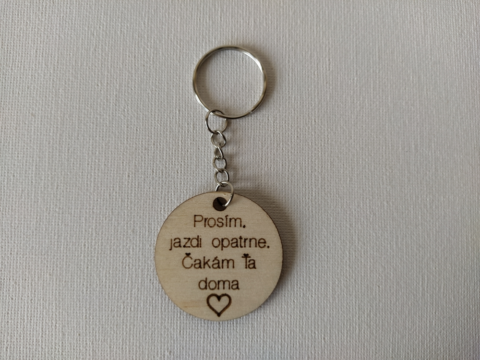 Prosím,
jazdi opatrne.
Čakám ťa
doma